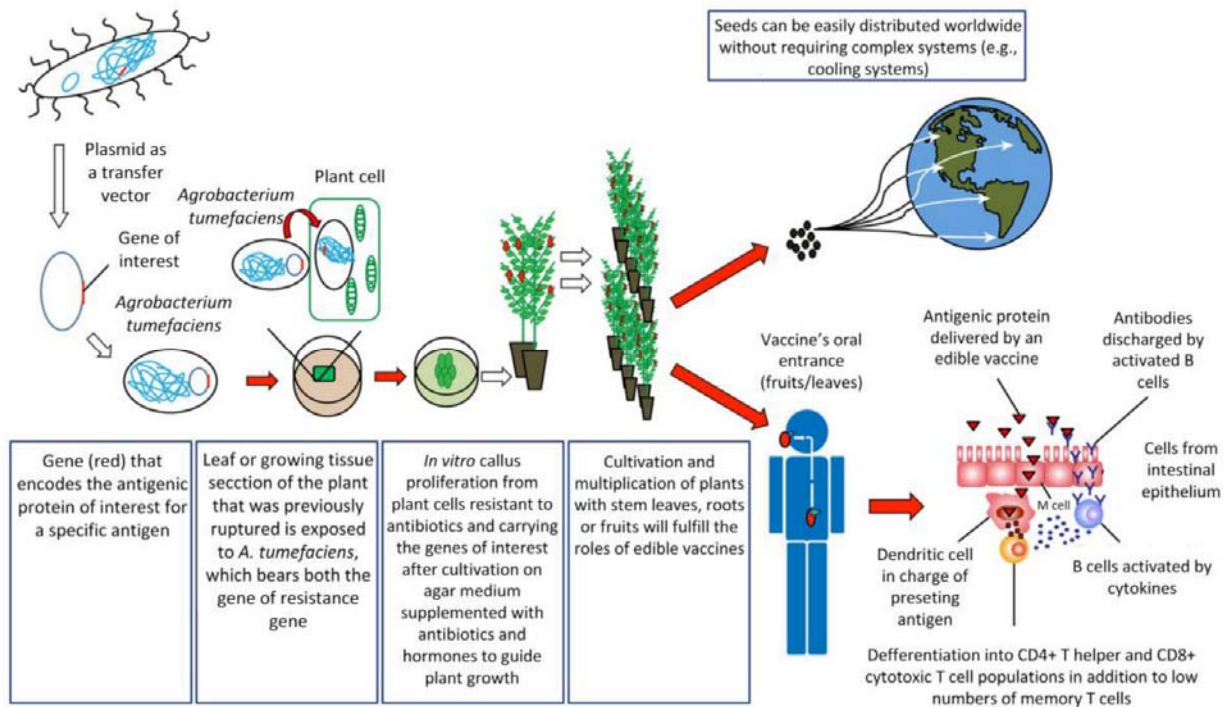 Seeds can be easily distributed worldwide
without requiring complex systems (e.g.,
cooling systems)
Plasmid as
a transfer
vector
Gene of
interest
Agrobacterium
tumefaciens
Agrobacterium
tumefaciens
Plant cell
Vaccine's oral
entrance
(fruits/leaves)
Antigenic protein
delivered by an
edible vaccine
Antibodies
discharged by
activated B
cells
Cells from
intestinal
epithelium
M cell
Dendritic cell
in charge of
preseting
antigen
B cells activated by
cytokines
Defferentiation into CD4+ T helper and CD8+
cytotoxic T cell populations in addition to low
numbers of memory T cells
Gene (red) that
encodes the antigenic
protein of interest for
a specific antigen
Leaf or growing tissue
secction of the plant
that was previously
ruptured is exposed
to A. tumefaciens,
which bears both the
gene of resistance
gene
In vitro callus
proliferation from
plant cells resistant to
antibiotics and carrying
the genes of interest
after cultivation on
agar medium
supplemented with
antibiotics and
hormones to guide
plant growth
Cultivation and
multiplication of plants
with stem leaves, roots
or fruits will fulfill the
roles of edible vaccines